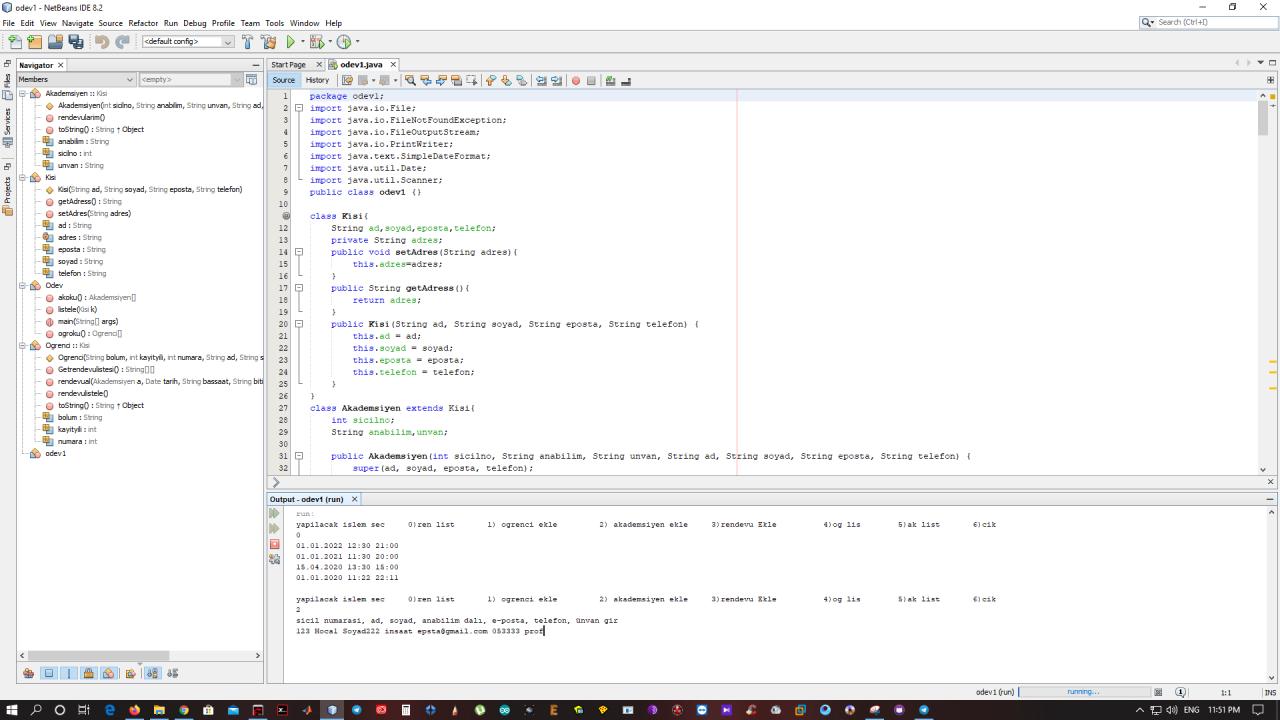 odev1 - NetBeans IDE 8.2
File Edit View Navigate Source Refactor Run Debug Profile Team Tools Window Help
Search (Ctrl+I)
<default config>
Files
Services
Projects
Navigator
Members
<empty>
Akademsiyen :: Kisi
Akademsiyen(int sicilno, String anabilim, String unvan, String ad,
rendevularim()
toString() : String ↑ Object
anabilim : String
sicilno : int
unvan : String
Kisi
Kisi(String ad, String soyad, String eposta, String telefon)
getAdress() : String
setAdres(String adres)
ad : String
adres : String
eposta : String
soyad : String
telefon : String
Odev
akoku() : Akademsiyen[]
listele(Kisi k)
main(String[] args)
ogroku() : Ogrenci[]
Ogrenci :: Kisi
Ogrenci(String bolum, int kayityili, int numara, String ad, String s
Getrendevulistesi() : String[][]
rendevual(Akademsiyen a, Date tarih, String bassaat, String biti
rendevulistele()
toString() : String ↑ Object
bolum : String
kayityili : int
numara : int
odev1
Start Page
odev1.java
Source History
1 package odev1;
2 import java.io.File;
3 import java.io.FileNotFoundException;
4 import java.io.FileOutputStream;
5 import java.io.PrintWriter;
6 import java.text.SimpleDateFormat;
7 import java.util.Date;
8 import java.util.Scanner;
9 public class odev1 {}
10
class Kisi{
12 String ad,soyad,eposta,telefon;
13 private String adres;
14 public void setAdres(String adres){
15 this.adres=adres;
16 }
17 public String getAdress(){
18 return adres;
19 }
20 public Kisi(String ad, String soyad, String eposta, String telefon) {
21 this.ad = ad;
22 this.soyad = soyad;
23 this.eposta = eposta;
24 this.telefon = telefon;
25 }
26 }
27 class Akademsiyen extends Kisi{
28 int sicilno;
29 String anabilim,unvan;
30
31 public Akademsiyen(int sicilno, String anabilim, String unvan, String ad, String soyad, String eposta, String telefon) {
32 super(ad, soyad, eposta, telefon);
Output - odev1 (run)
run:
yapilacak islem sec 0)ren list 1) ogrenci ekle 2) akademsiyen ekle 3)rendevu Ekle 4)og lis 5)ak list 6)cik
0
01.01.2022 12:30 21:00
01.01.2021 11:30 20:00
15.04.2020 13:30 15:00
01.01.2020 11:22 22:11
yapilacak islem sec 0)ren list 1) ogrenci ekle 2) akademsiyen ekle 3)rendevu Ekle 4)og lis 5)ak list 6)cik
2
sicil numarasi, ad, soyad, anabilim dalı, e-posta, telefon, ünvan gir
123 Hocal Soyad222 insaat epsta@gmail.com 053333 prof
odev1 (run) running... 1:1 INS
11:51 PM